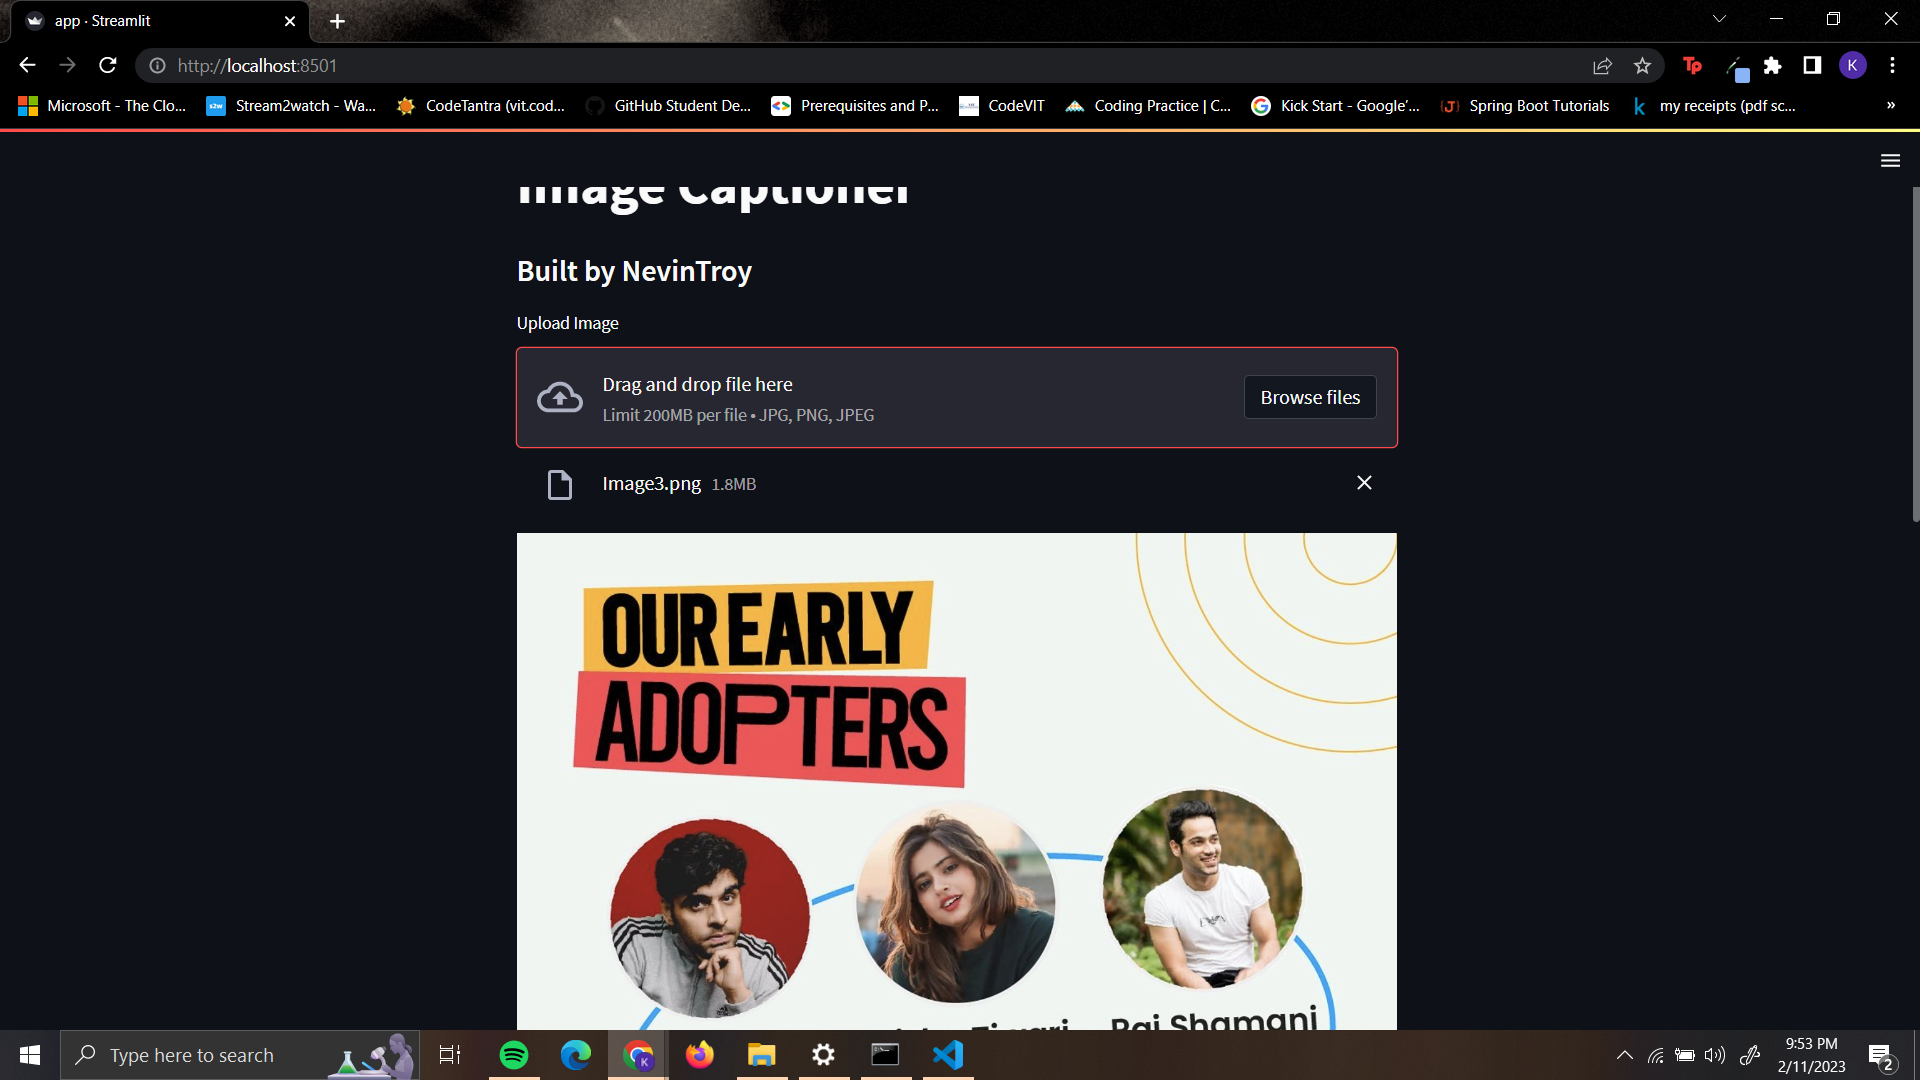 app · Streamlit
http://localhost:8501
Microsoft - The Clo...
Stream2watch - Wa...
CodeTantra (vit.cod...
GitHub Student De...
Prerequisites and P...
CodeVIT
Coding Practice | C...
Kick Start - Google'...
Spring Boot Tutorials
my receipts (pdf sc...
Image Captioner
Built by NevinTroy
Upload Image
Drag and drop file here
Limit 200MB per file • JPG, PNG, JPEG
Browse files
Image3.png 1.8MB
OUR EARLY
ADOPTERS
Raj Shamani
Type here to search
9:53 PM
2/11/2023
2